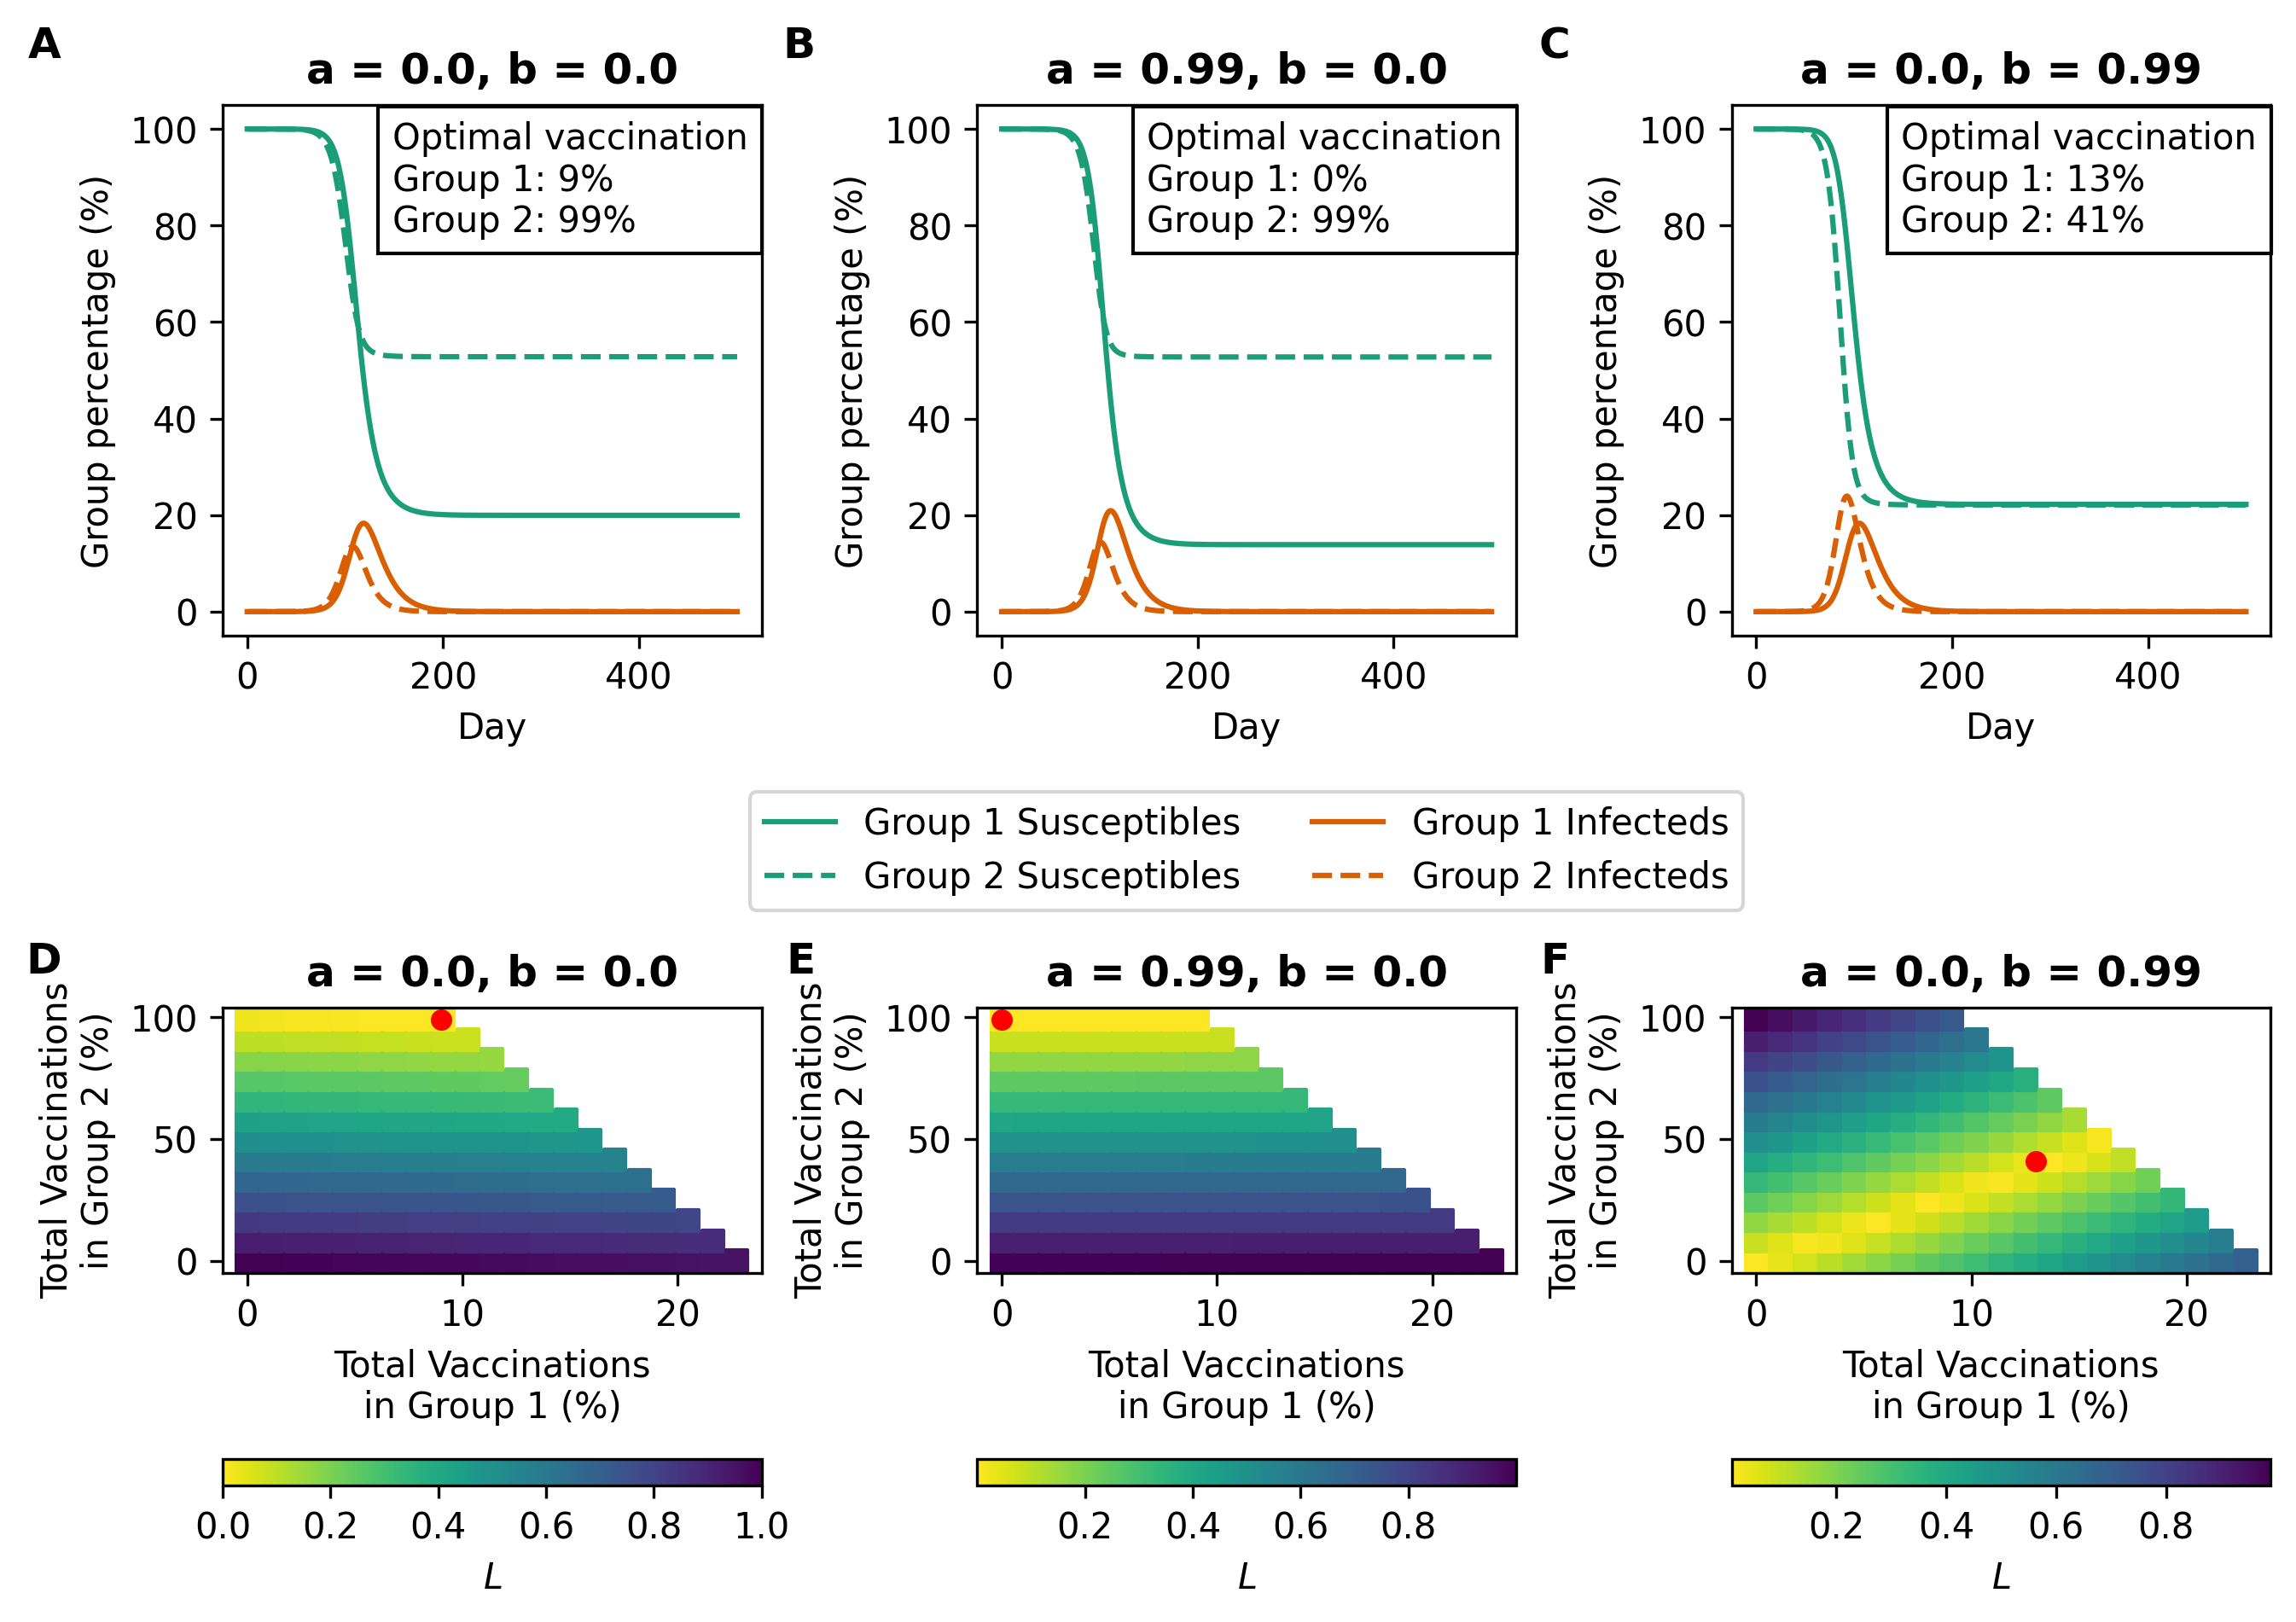 A
a = 0.0, b = 0.0
Group percentage (%)
100
80
60
40
20
0
Optimal vaccination
Group 1: 9%
Group 2: 99%
0 200 400
Day
B
a = 0.99, b = 0.0
Group percentage (%)
100
80
60
40
20
0
Optimal vaccination
Group 1: 0%
Group 2: 99%
0 200 400
Day
C
a = 0.0, b = 0.99
Group percentage (%)
100
80
60
40
20
0
Optimal vaccination
Group 1: 13%
Group 2: 41%
0 200 400
Day
Group 1 Susceptibles
Group 2 Susceptibles
Group 1 Infecteds
Group 2 Infecteds
D
a = 0.0, b = 0.0
Total Vaccinations
in Group 2 (%)
100
50
0
0 10 20
Total Vaccinations
in Group 1 (%)
0.0 0.2 0.4 0.6 0.8 1.0
L
E
a = 0.99, b = 0.0
Total Vaccinations
in Group 2 (%)
100
50
0
0 10 20
Total Vaccinations
in Group 1 (%)
0.2 0.4 0.6 0.8
L
F
a = 0.0, b = 0.99
Total Vaccinations
in Group 2 (%)
100
50
0
0 10 20
Total Vaccinations
in Group 1 (%)
0.2 0.4 0.6 0.8
L